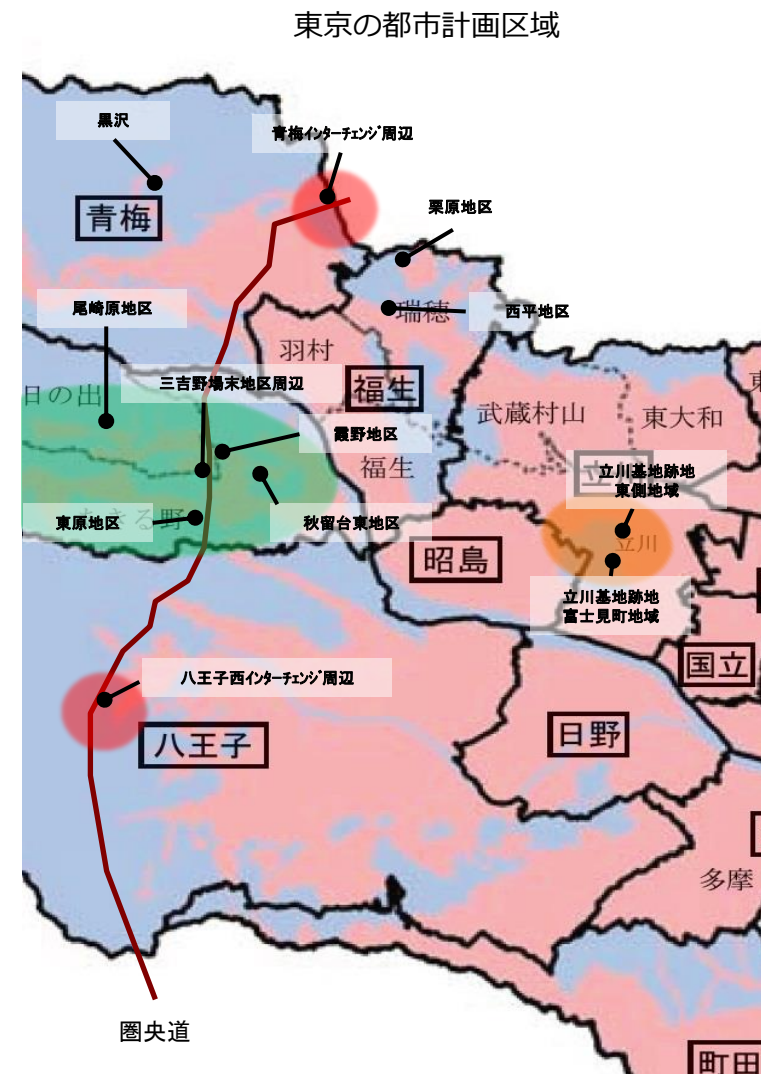 東京の都市計画区域
黒沢
青梅インターチェンジ周辺
青梅
栗原地区
尾崎原地区
瑞穂
西平地区
羽村
三吉野場末地区周辺
日の出
福生
武蔵村山
東大和
東
霞野地区
福生
立川
立川基地跡地
東側地域
東原地区
あきる野
秋留台東地区
昭島
立川
立川基地跡地
富士見町地域
国立
八王子西インターチェンジ周辺
八王子
日野
多摩
圏央道
町田